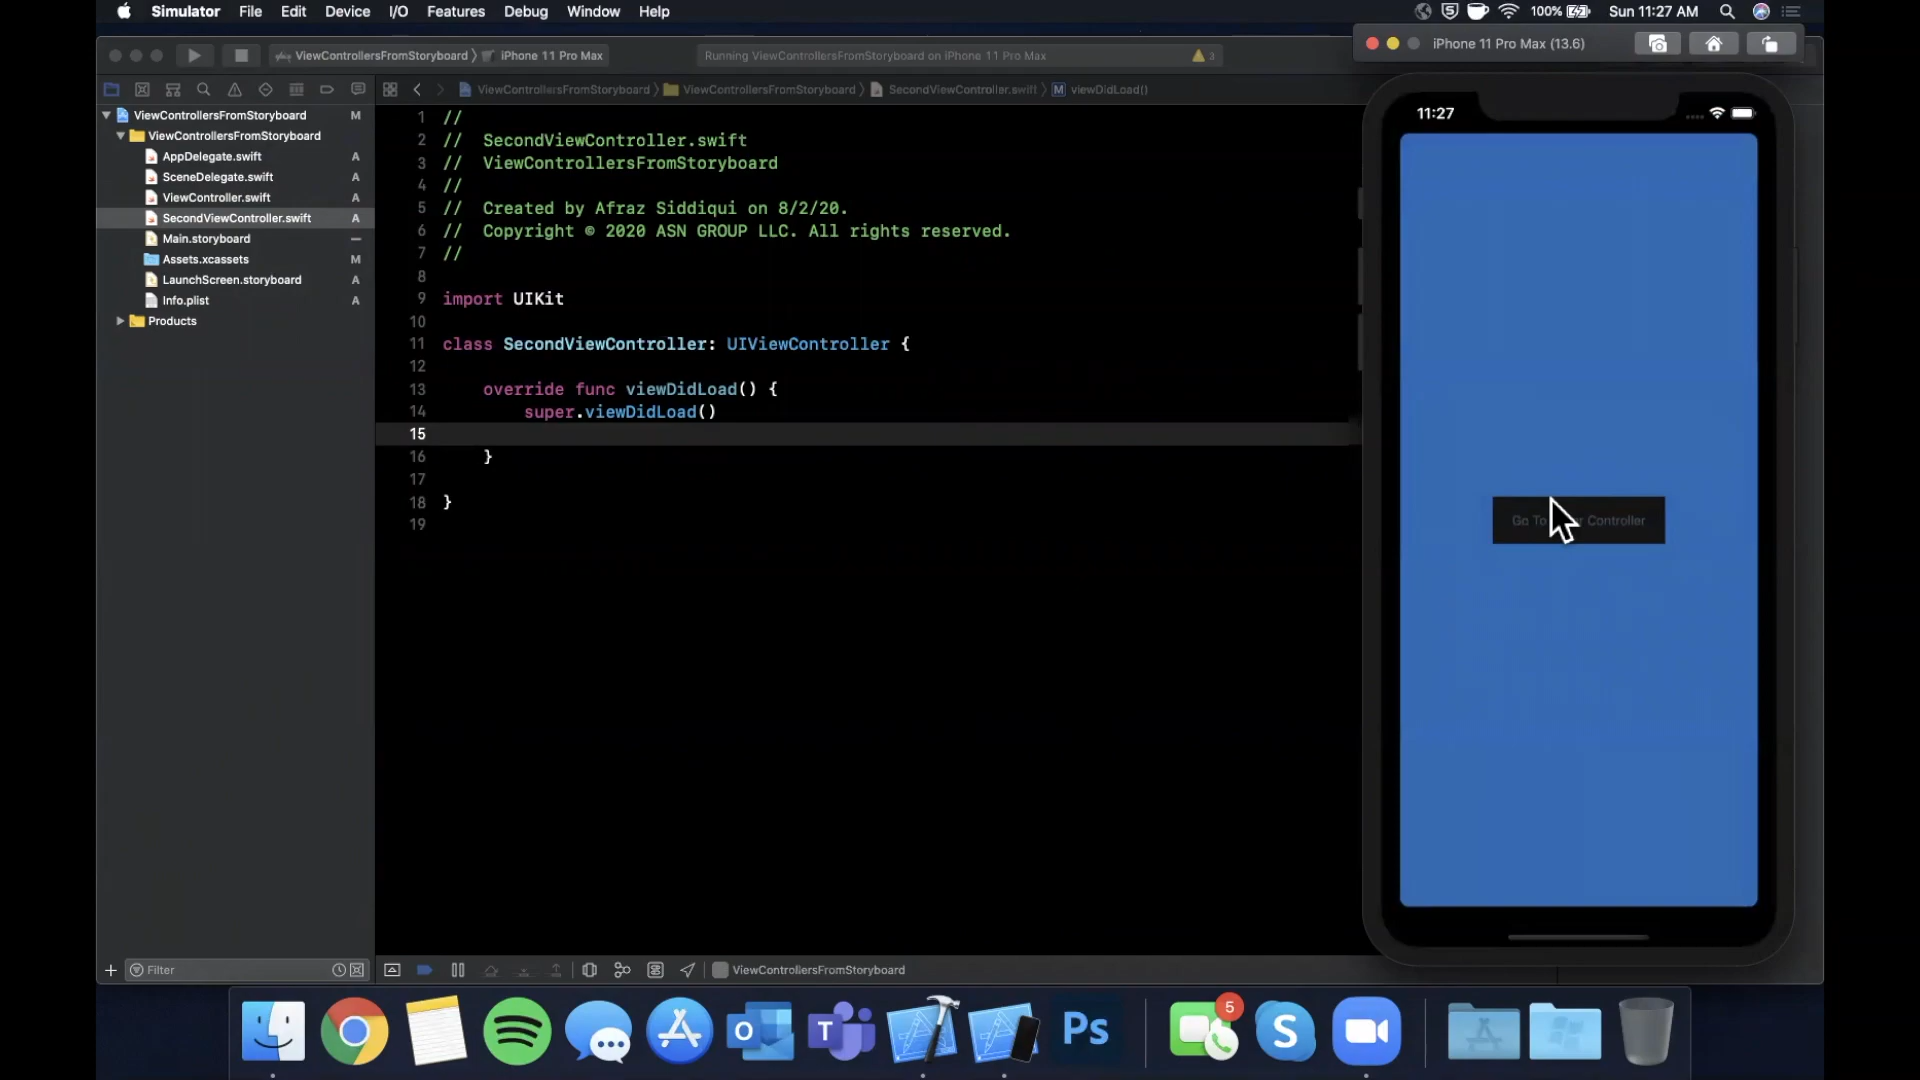 Simulator File Edit Device I/O Features Debug Window Help
100% Sun 11:27 AM
ViewControllersFromStoryboard iPhone 11 Pro Max
Running ViewControllersFromStoryboard on iPhone 11 Pro Max
3
iPhone 11 Pro Max (13.6)
ViewControllersFromStoryboard ViewControllersFromStoryboard SecondViewController.swift M viewDidLoad()
ViewControllersFromStoryboard M
ViewControllersFromStoryboard
AppDelegate.swift A
SceneDelegate.swift A
ViewController.swift A
SecondViewController.swift A
Main.storyboard —
Assets.xcassets M
LaunchScreen.storyboard A
Info.plist A
Products
1 //
2 // SecondViewController.swift
3 // ViewControllersFromStoryboard
4 //
5 // Created by Afraz Siddiqui on 8/2/20.
6 // Copyright © 2020 ASN GROUP LLC. All rights reserved.
7 //
8
9 import UIKit
10
11 class SecondViewController: UIViewController {
12
13 override func viewDidLoad() {
14 super.viewDidLoad()
15
16 }
17
18 }
19
11:27
Go To Controller
Filter
ViewControllersFromStoryboard
5
Ps